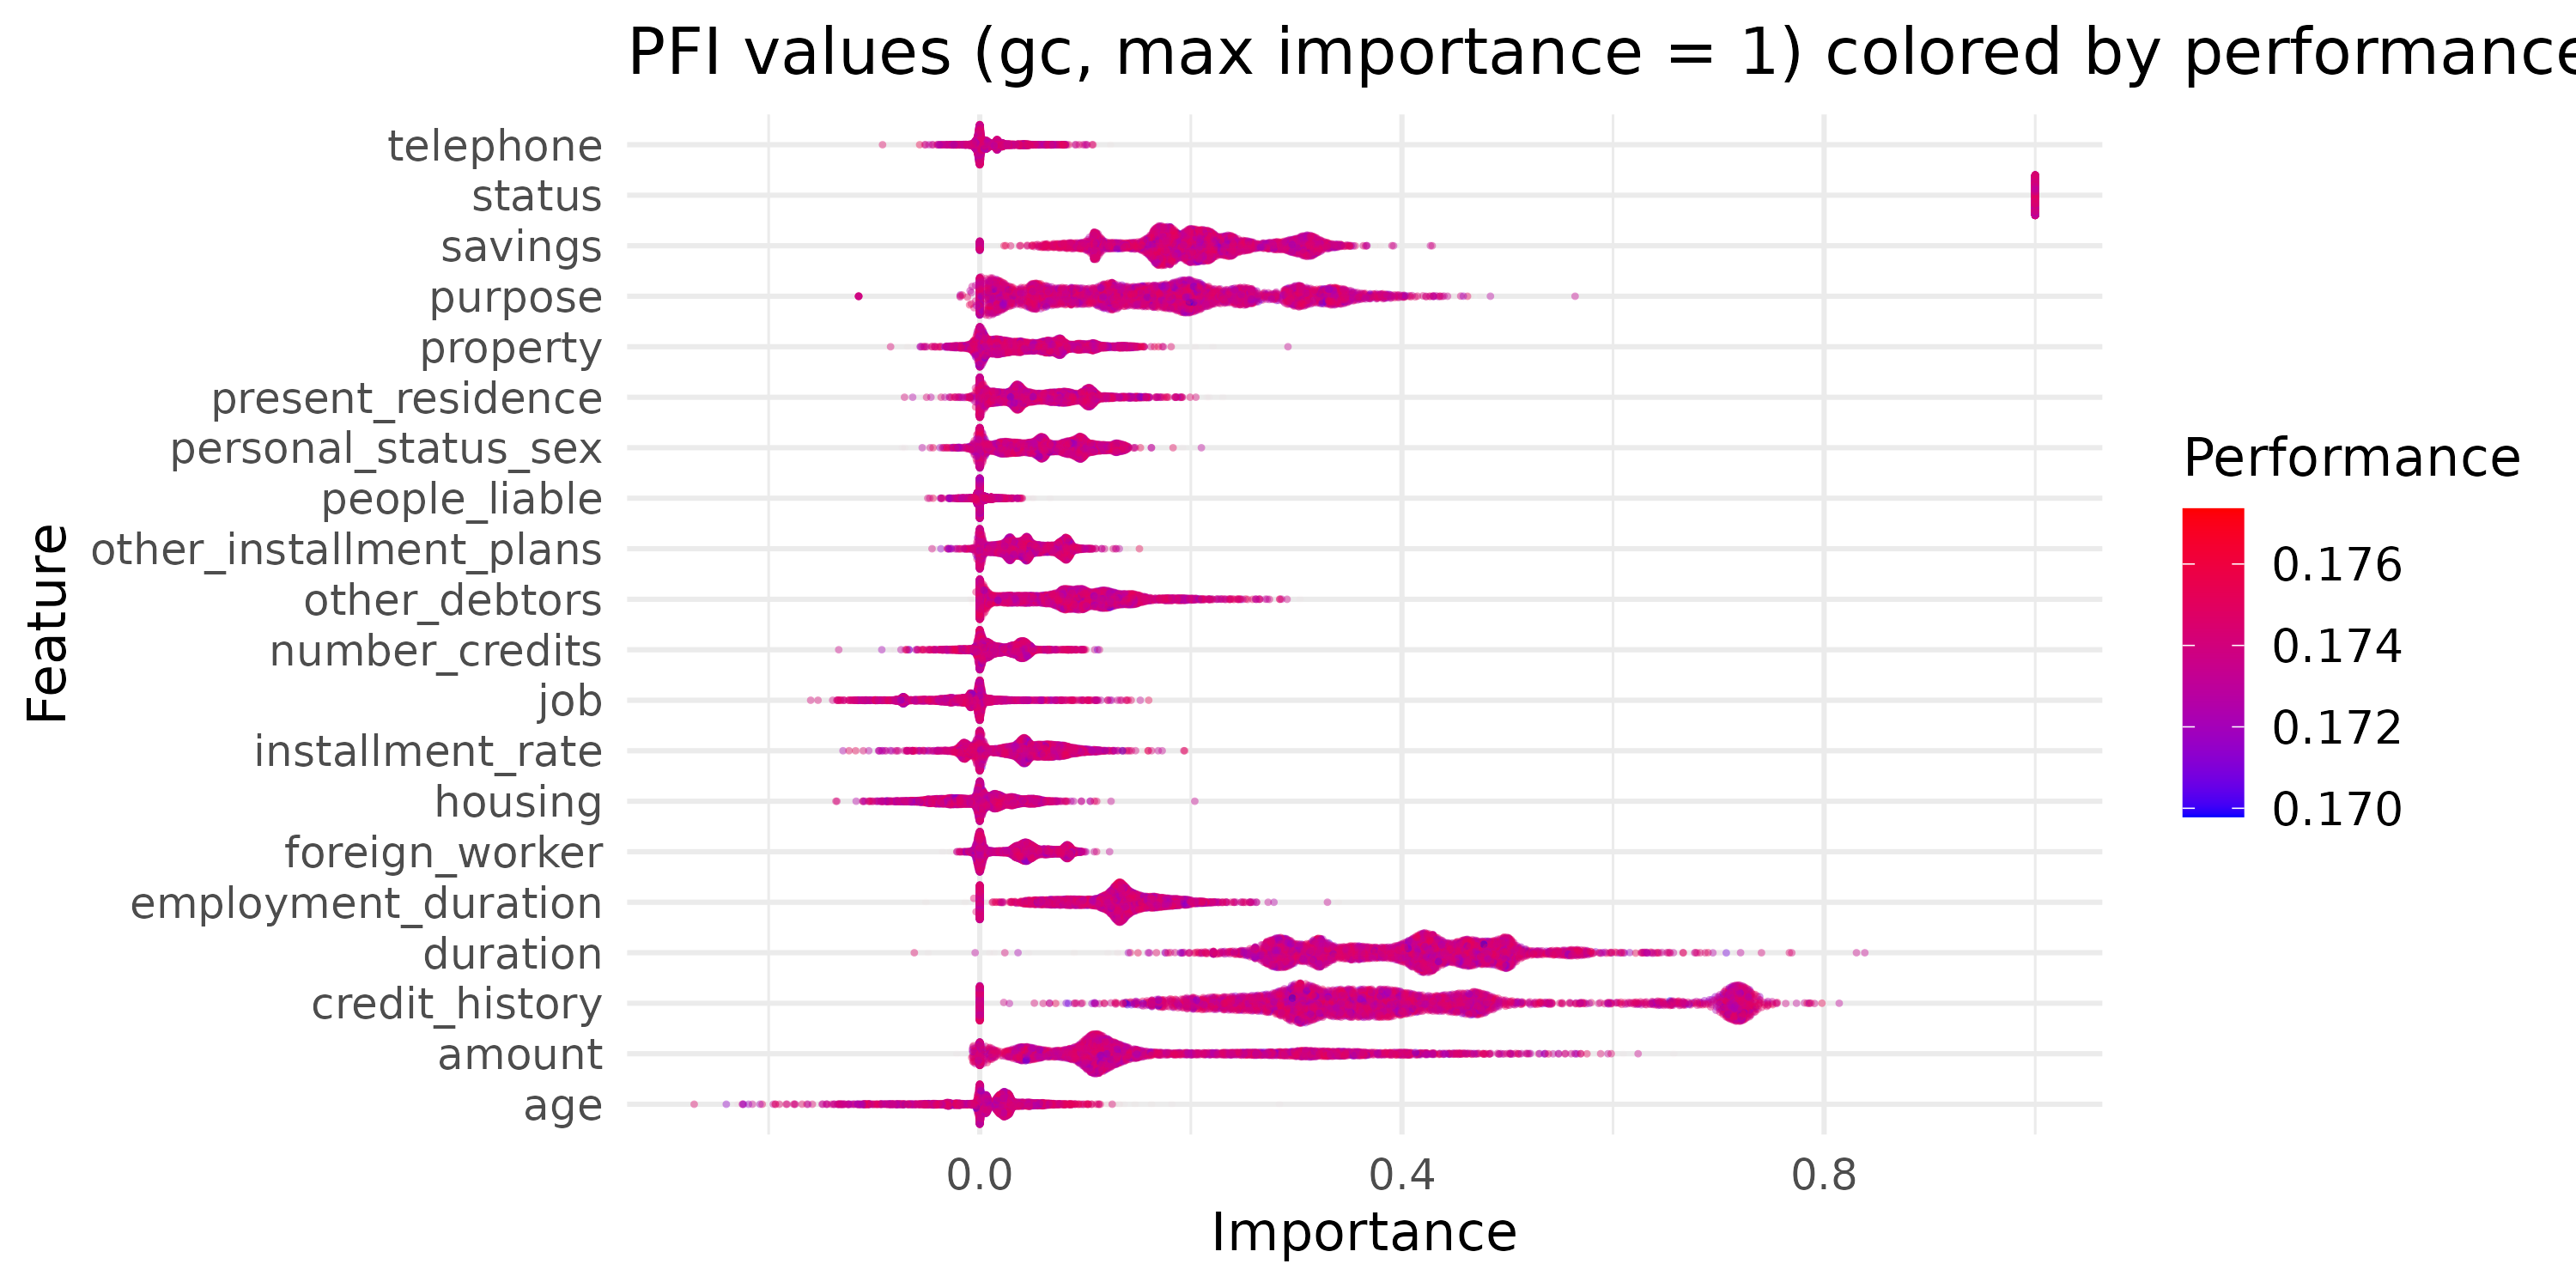 PFI values (gc, max importance = 1) colored by performance
telephone
status
savings
purpose
property
present_residence
personal_status_sex
people_liable
other_installment_plans
other_debtors
number_credits
job
installment_rate
housing
foreign_worker
employment_duration
duration
credit_history
amount
age
Feature
0.0 0.4 0.8
Importance
Performance
0.176
0.174
0.172
0.170